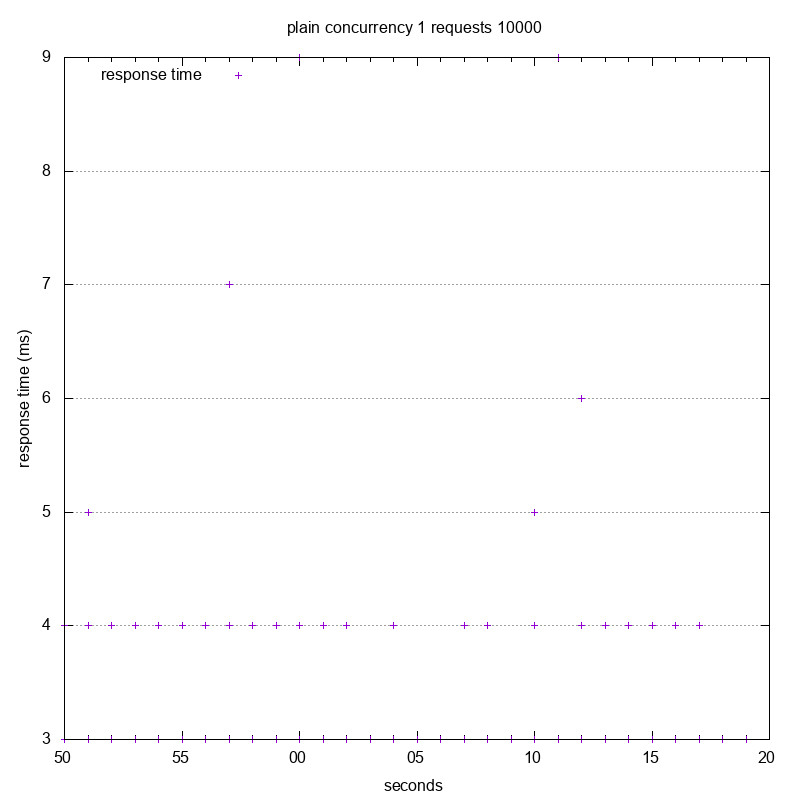 plain concurrency 1 requests 10000
response time
9
8
7
6
5
4
3
response time (ms)
50 55 00 05 10 15 20
seconds